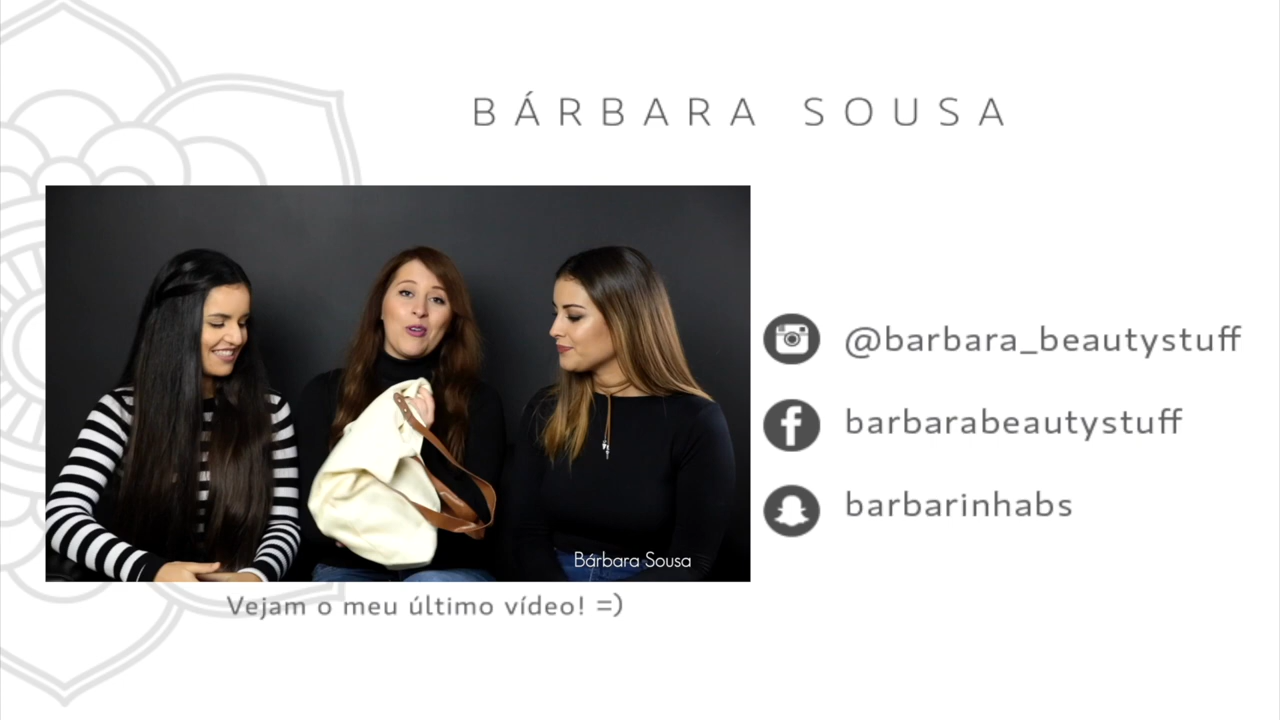 BÁRBARA SOUSA
@barbara_beautystuff
barbarabeautystuff
barbarinhabs
Bárbara Sousa
Vejam o meu último vídeo! =)